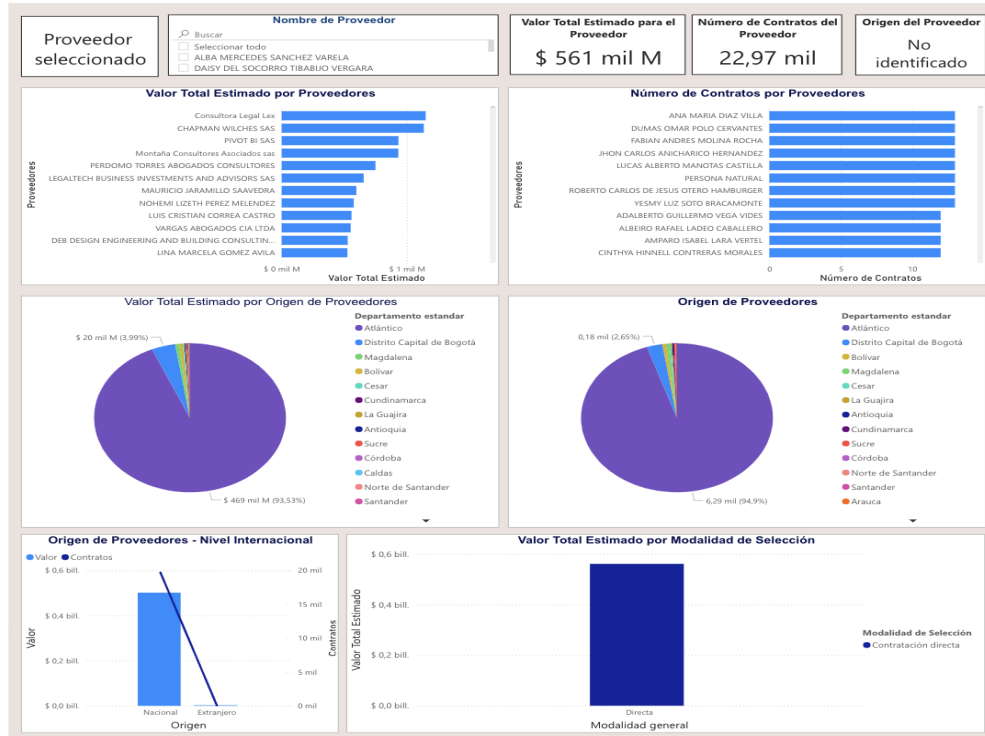 Proveedor
seleccionado
Nombre de Proveedor
Buscar
Seleccionar todo
ALBA MERCEDES SANCHEZ VARELA
DAISY DEL SOCORRO TIBABIJO VERGARA
Valor Total Estimado para el
Proveedor
$ 561 mil M
Número de Contratos del
Proveedor
22,97 mil
Origen del Proveedor
No
identificado
Valor Total Estimado por Proveedores
Proveedores
Consultora Legal Lex
CHAPMAN WILCHES SAS
PIVOT BI SAS
Montaña Consultores Asociados sas
PERDOMO TORRES ABOGADOS CONSULTORES
LEGALTECH BUSINESS INVESTMENTS AND ADVISORS SAS
MAURICIO JARAMILLO SAAVEDRA
NOHEMI LIZETH PEREZ MELENDEZ
LUIS CRISTIAN CORREA CASTRO
VARGAS ABOGADOS CIA LTDA
DEB DESIGN ENGINEERING AND BUILDING CONSULTIN...
LINA MARCELA GOMEZ AVILA
$ 0 mil M $ 1 mil M
Valor Total Estimado
Número de Contratos por Proveedores
Proveedores
ANA MARIA DIAZ VILLA
DUMAS OMAR POLO CERVANTES
FABIAN ANDRES MOLINA ROCHA
JHON CARLOS ANICHARICO HERNANDEZ
LUCAS ALBERTO MANOTAS CASTILLA
PERSONA NATURAL
ROBERTO CARLOS DE JESUS OTERO HAMBURGER
YESMY LUZ SOTO BRACAMONTE
ADALBERTO GUILLERMO VEGA VIDES
ALBEIRO RAFAEL LADEO CABALLERO
AMPARO ISABEL LARA VERTEL
CINTHYA HINNELL CONTRERAS MORALES
0 5 10
Número de Contratos
Valor Total Estimado por Origen de Proveedores
$ 20 mil M (3,99%)
$ 469 mil M (93,53%)
Departamento estandar
Atlántico
Distrito Capital de Bogotá
Magdalena
Bolivar
Cesar
Cundinamarca
La Guajira
Antioquia
Sucre
Córdoba
Caldas
Norte de Santander
Santander
Origen de Proveedores
0,18 mil (2,65%)
6,29 mil (94,9%)
Departamento estandar
Atlántico
Distrito Capital de Bogotá
Bolivar
Magdalena
Cesar
La Guajira
Antioquia
Cundinamarca
Sucre
Córdoba
Norte de Santander
Santander
Arauca
Origen de Proveedores - Nivel Internacional
Valor Contratos
Valor
$ 0,6 bill.
$ 0,4 bill.
$ 0,2 bill.
$ 0,0 bill.
20 mil
15 mil
10 mil
5 mil
0 mil
Contratos
Nacional Extranjero
Origen
Valor Total Estimado por Modalidad de Selección
Valor Total Estimado
$ 0,6 bill.
$ 0,4 bill.
$ 0,2 bill.
$ 0,0 bill.
Directa
Modalidad general
Modalidad de Selección
Contratación directa